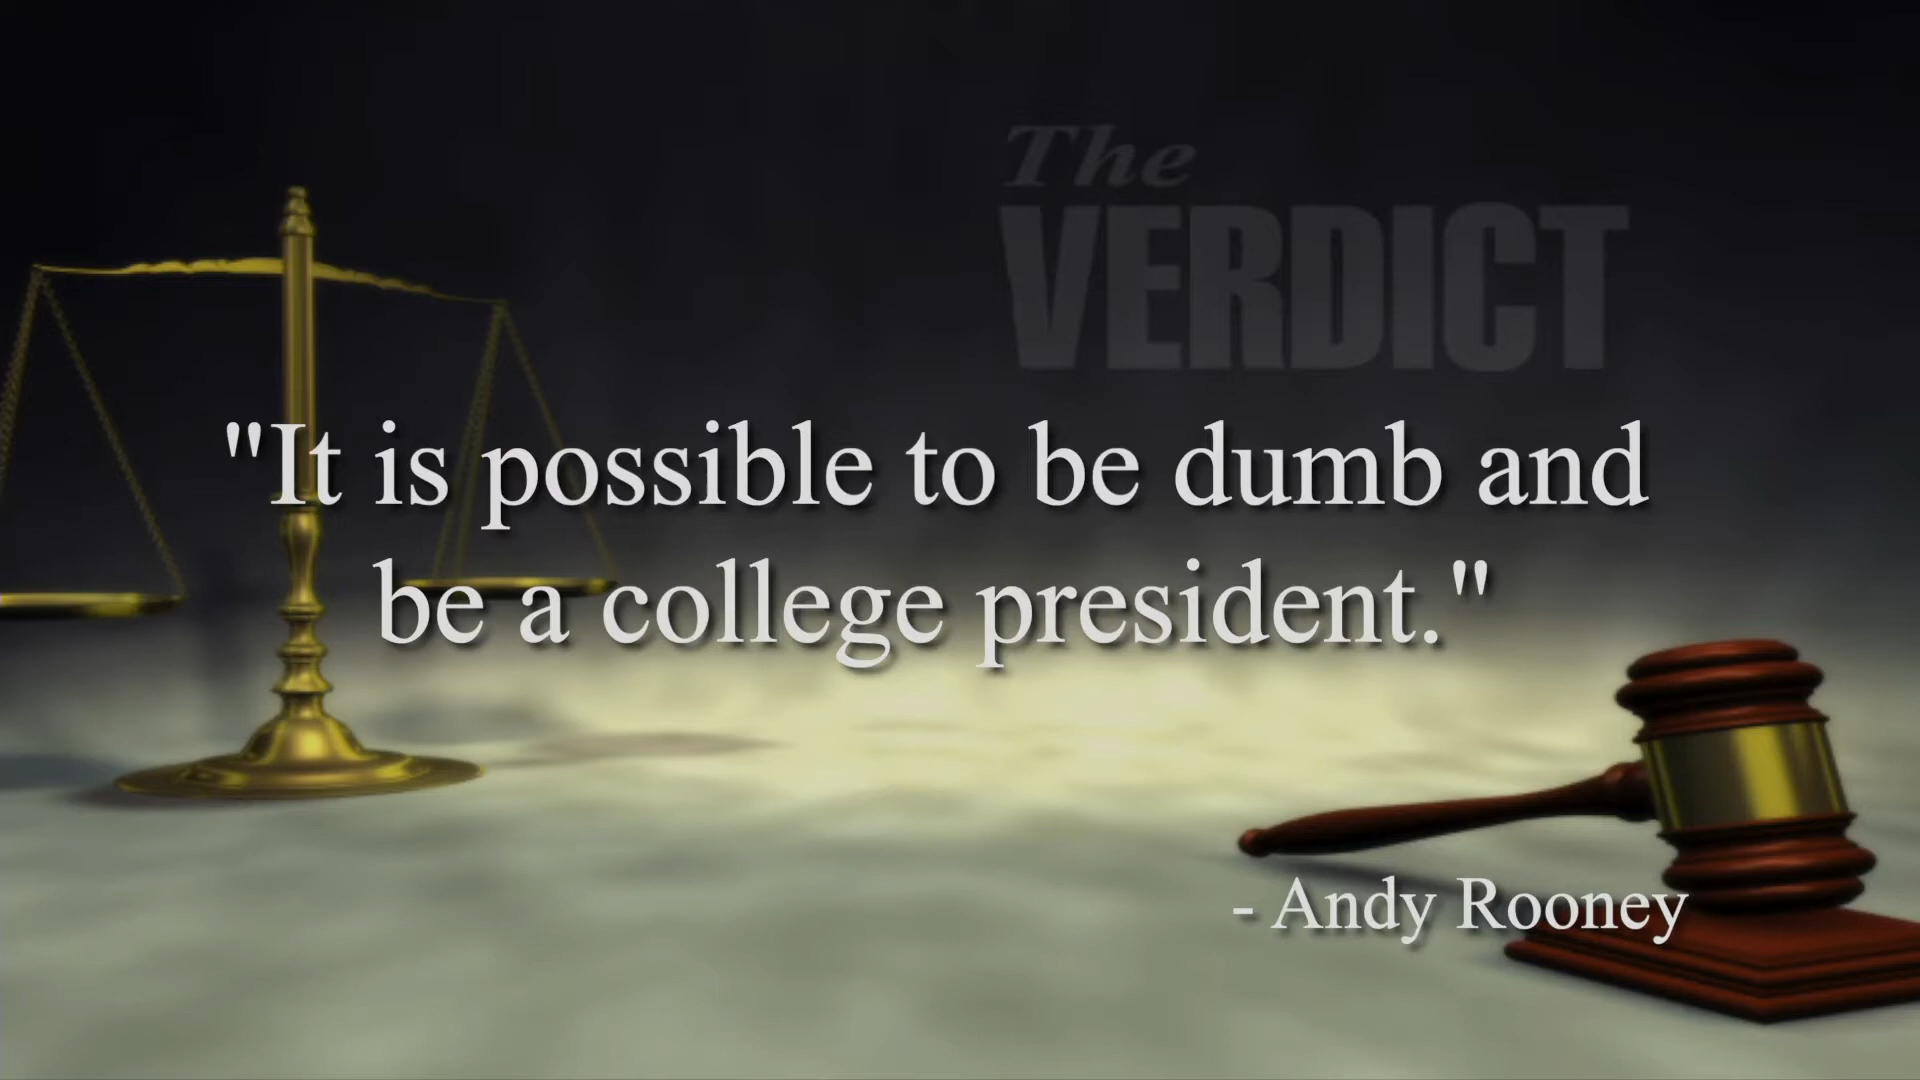 The
VERDICT
"It is possible to be dumb and
be a college president."
- Andy Rooney